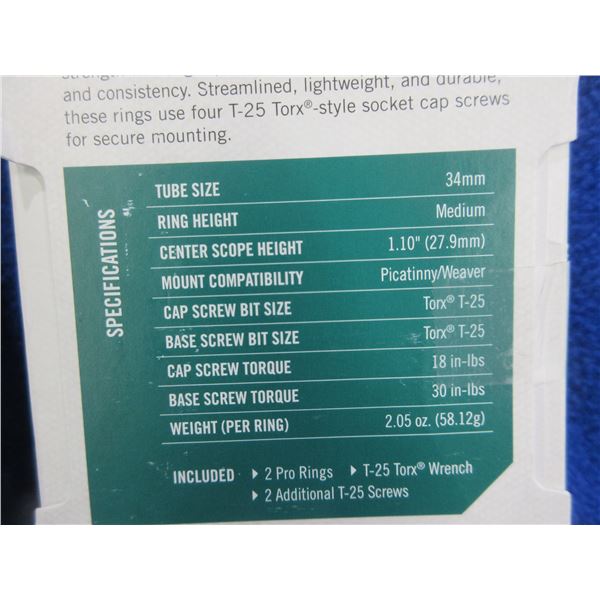 and consistency. Streamlined, lightweight, and durable,
these rings use four T-25 Torx®-style socket cap screws
for secure mounting.
SPECIFICATIONS
TUBE SIZE 34mm
RING HEIGHT Medium
CENTER SCOPE HEIGHT 1.10" (27.9mm)
MOUNT COMPATIBILITY Picatinny/Weaver
CAP SCREW BIT SIZE Torx® T-25
BASE SCREW BIT SIZE Torx® T-25
CAP SCREW TORQUE 18 in-lbs
BASE SCREW TORQUE 30 in-lbs
WEIGHT (PER RING) 2.05 oz. (58.12g)
INCLUDED ▸ 2 Pro Rings ▸ T-25 Torx® Wrench
▸ 2 Additional T-25 Screws